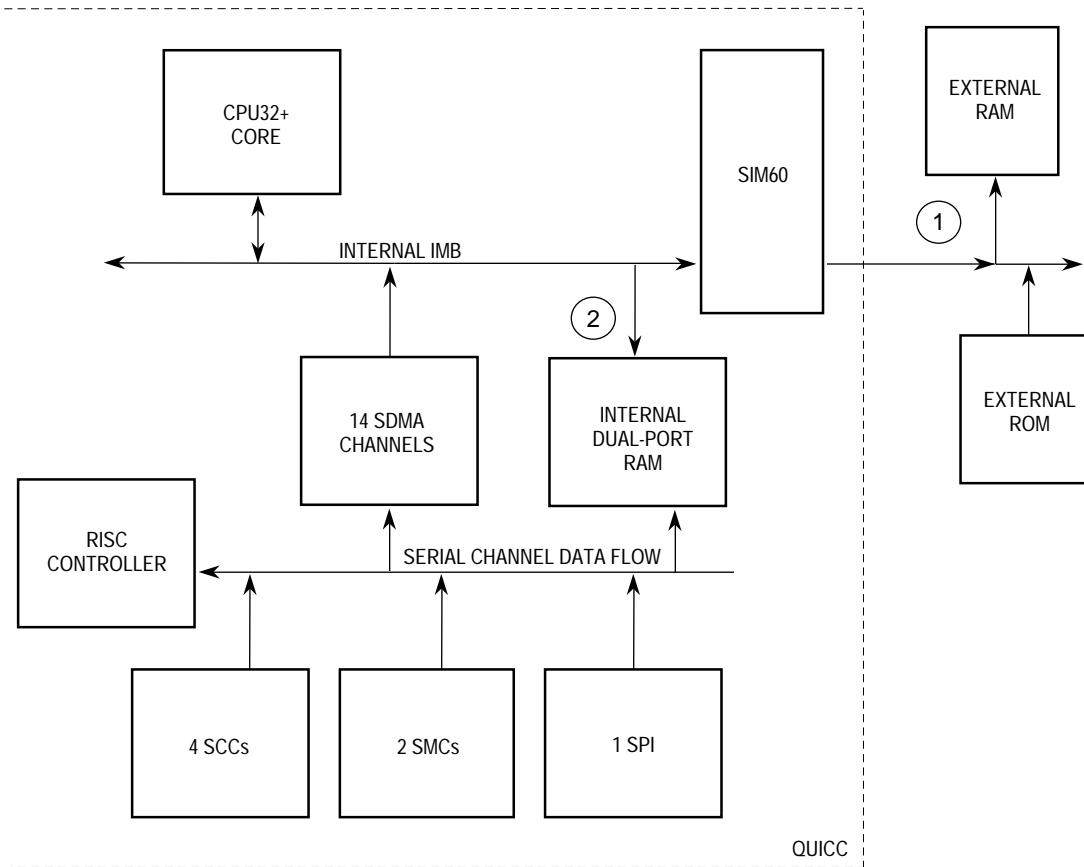 CPU32+
CORE
SIM60
EXTERNAL
RAM
1
INTERNAL IMB
2
14 SDMA
CHANNELS
INTERNAL
DUAL-PORT
RAM
EXTERNAL
ROM
RISC
CONTROLLER
SERIAL CHANNEL DATA FLOW
4 SCCs
2 SMCs
1 SPI
QUICC